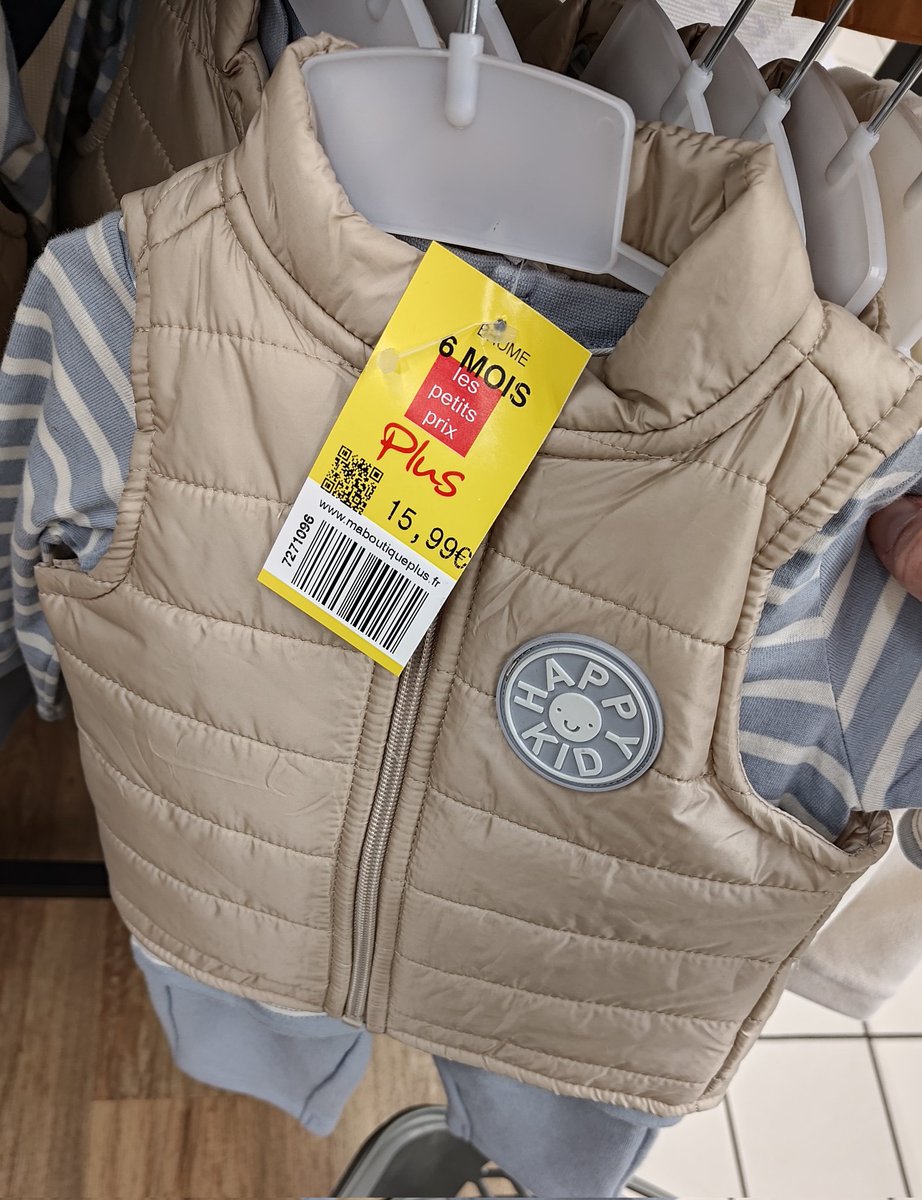 6 MOIS
les
petits
prix
Plus
15,99€
www.maboutiqueplus.fr
7271096
HAPPY
KID